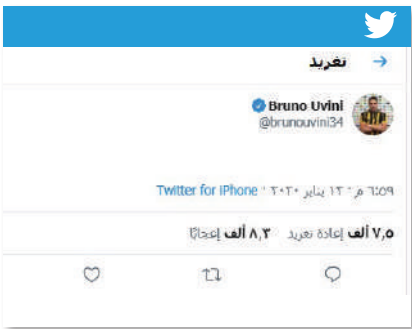 تغريد
Bruno Uvini
@brunouvini34
٦:٥٩ م · ١٢ يناير ٢٠٢٠ · Twitter for iPhone
٧,٥ ألف إعادة تغريد ٨,٣ ألف إعجابًا